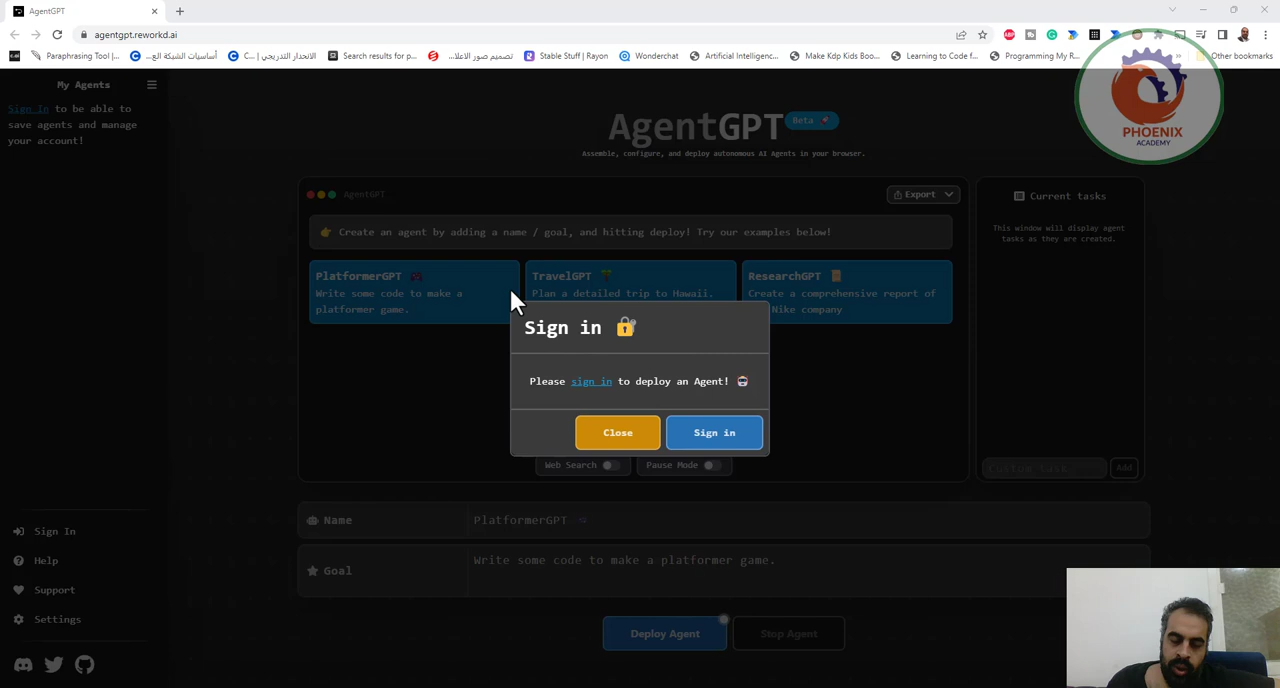 AgentGPT
agentgpt.reworkd.ai
Paraphrasing Tool |...
أساسيات الشبكة الع...
الانحدار التدريجي | C...
Search results for p...
تصميم صور الاعلا...
Stable Stuff | Rayon
Wonderchat
Artificial Intelligenc...
Make Kdp Kids Boo...
Learning to Code f...
Programming My R...
Other bookmarks
My Agents
Sign In to be able to
save agents and manage
your account!
AgentGPT
Beta
Assemble, configure, and deploy autonomous AI Agents in your browser.
PHOENIX
ACADEMY
AgentGPT
Export
Create an agent by adding a name / goal, and hitting deploy! Try our examples below!
PlatformerGPT
Write some code to make a
platformer game.
TravelGPT
Plan a detailed trip to Hawaii.
ResearchGPT
Create a comprehensive report of
Nike company
Current tasks
This window will display agent
tasks as they are created.
Sign in
Please sign in to deploy an Agent!
Close
Sign in
Web Search
Pause Mode
Custom task
Add
Name
PlatformerGPT
Goal
Write some code to make a platformer game.
Deploy Agent
Stop Agent
Sign In
Help
Support
Settings